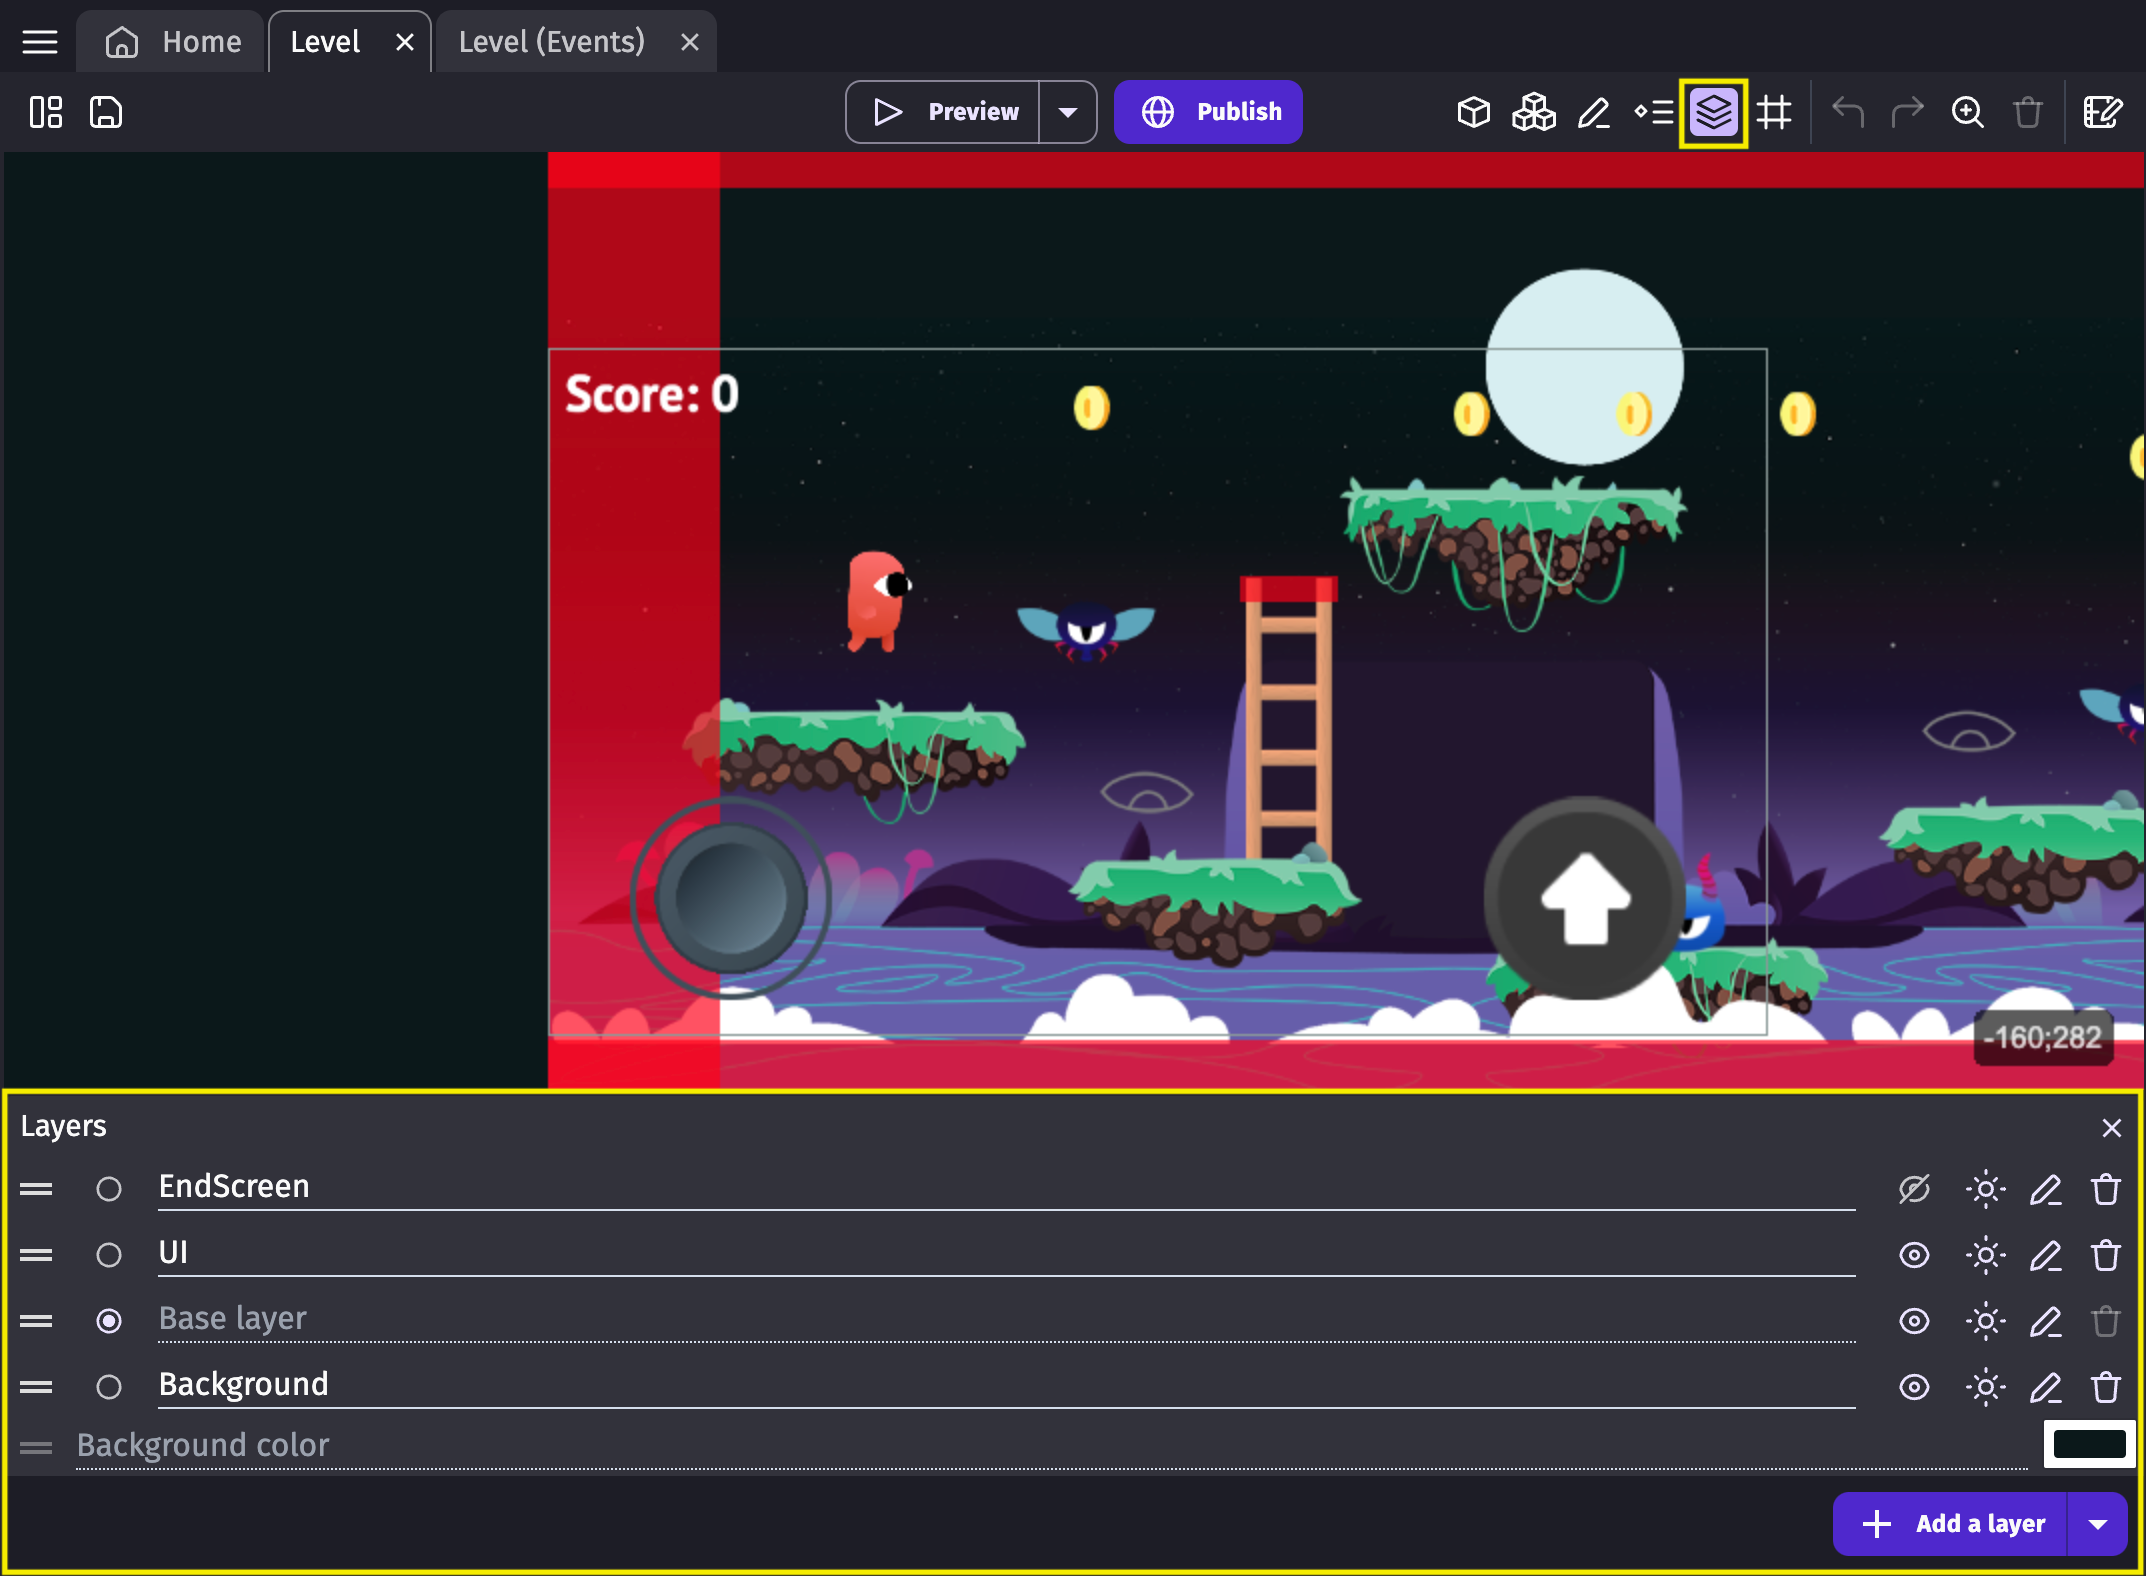 Home
Level
Level (Events)
Preview
Publish
Score: 0
-160;282
Layers
EndScreen
UI
Base layer
Background
Background color
Add a layer